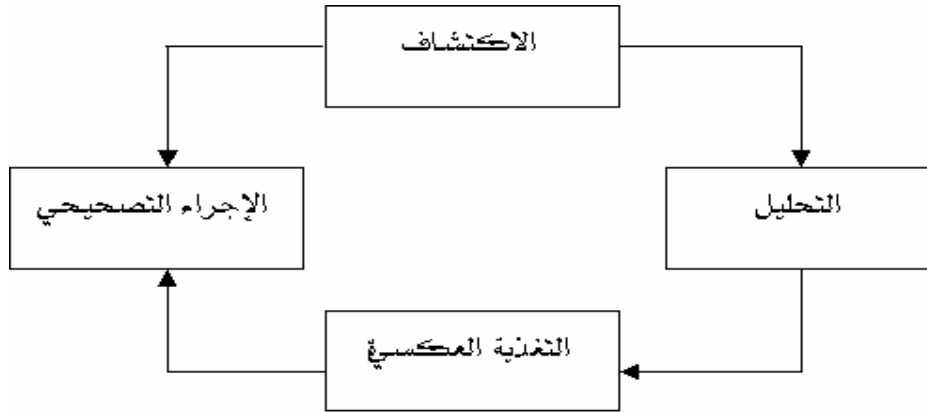 الاكتشاف
التحليل
الإجراء التصحيحي
التغذية العكسية